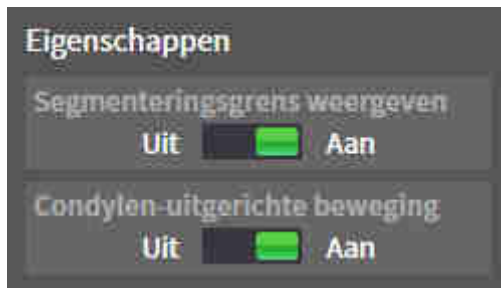 Eigenschappen
Segmenteringsgrens weergeven
Uit Aan
Condylen-uitgerichte beweging
Uit Aan